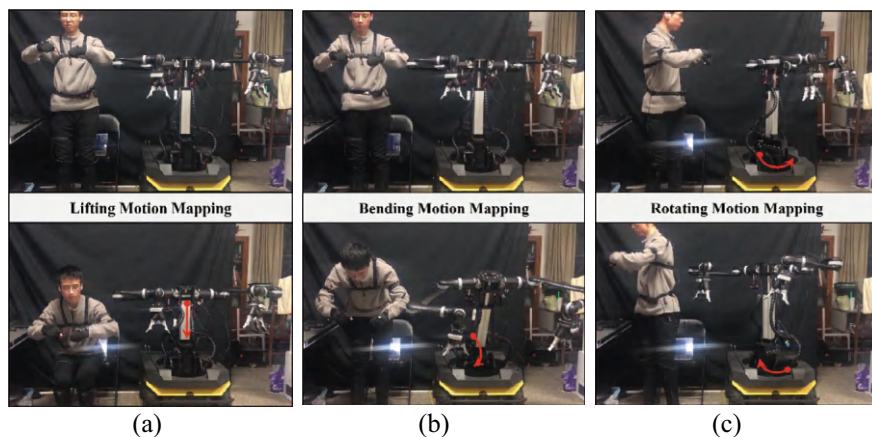 Lifting Motion Mapping
Bending Motion Mapping
Rotating Motion Mapping
(a)
(b)
(c)